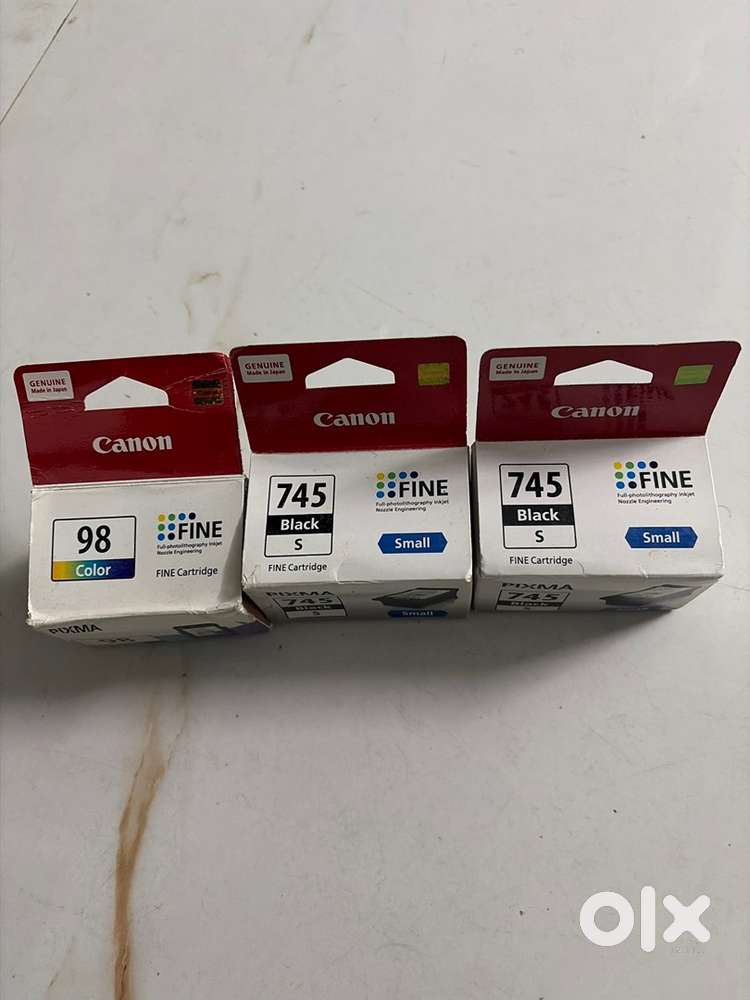 GENUINE
Made in Japan
Canon
98
Color
FINE
Full-photolithography inkjet
Nozzle Engineering
FINE Cartridge
PIXMA
98
GENUINE
Made in Japan
Canon
745
Black
S
FINE
Full-photolithography inkjet
Nozzle Engineering
Small
FINE Cartridge
PIXMA
745
Black
S
Small
GENUINE
Made in Japan
Canon
745
Black
S
FINE
Full-photolithography inkjet
Nozzle Engineering
Small
FINE Cartridge
PIXMA
745
Black
S
Small
olx